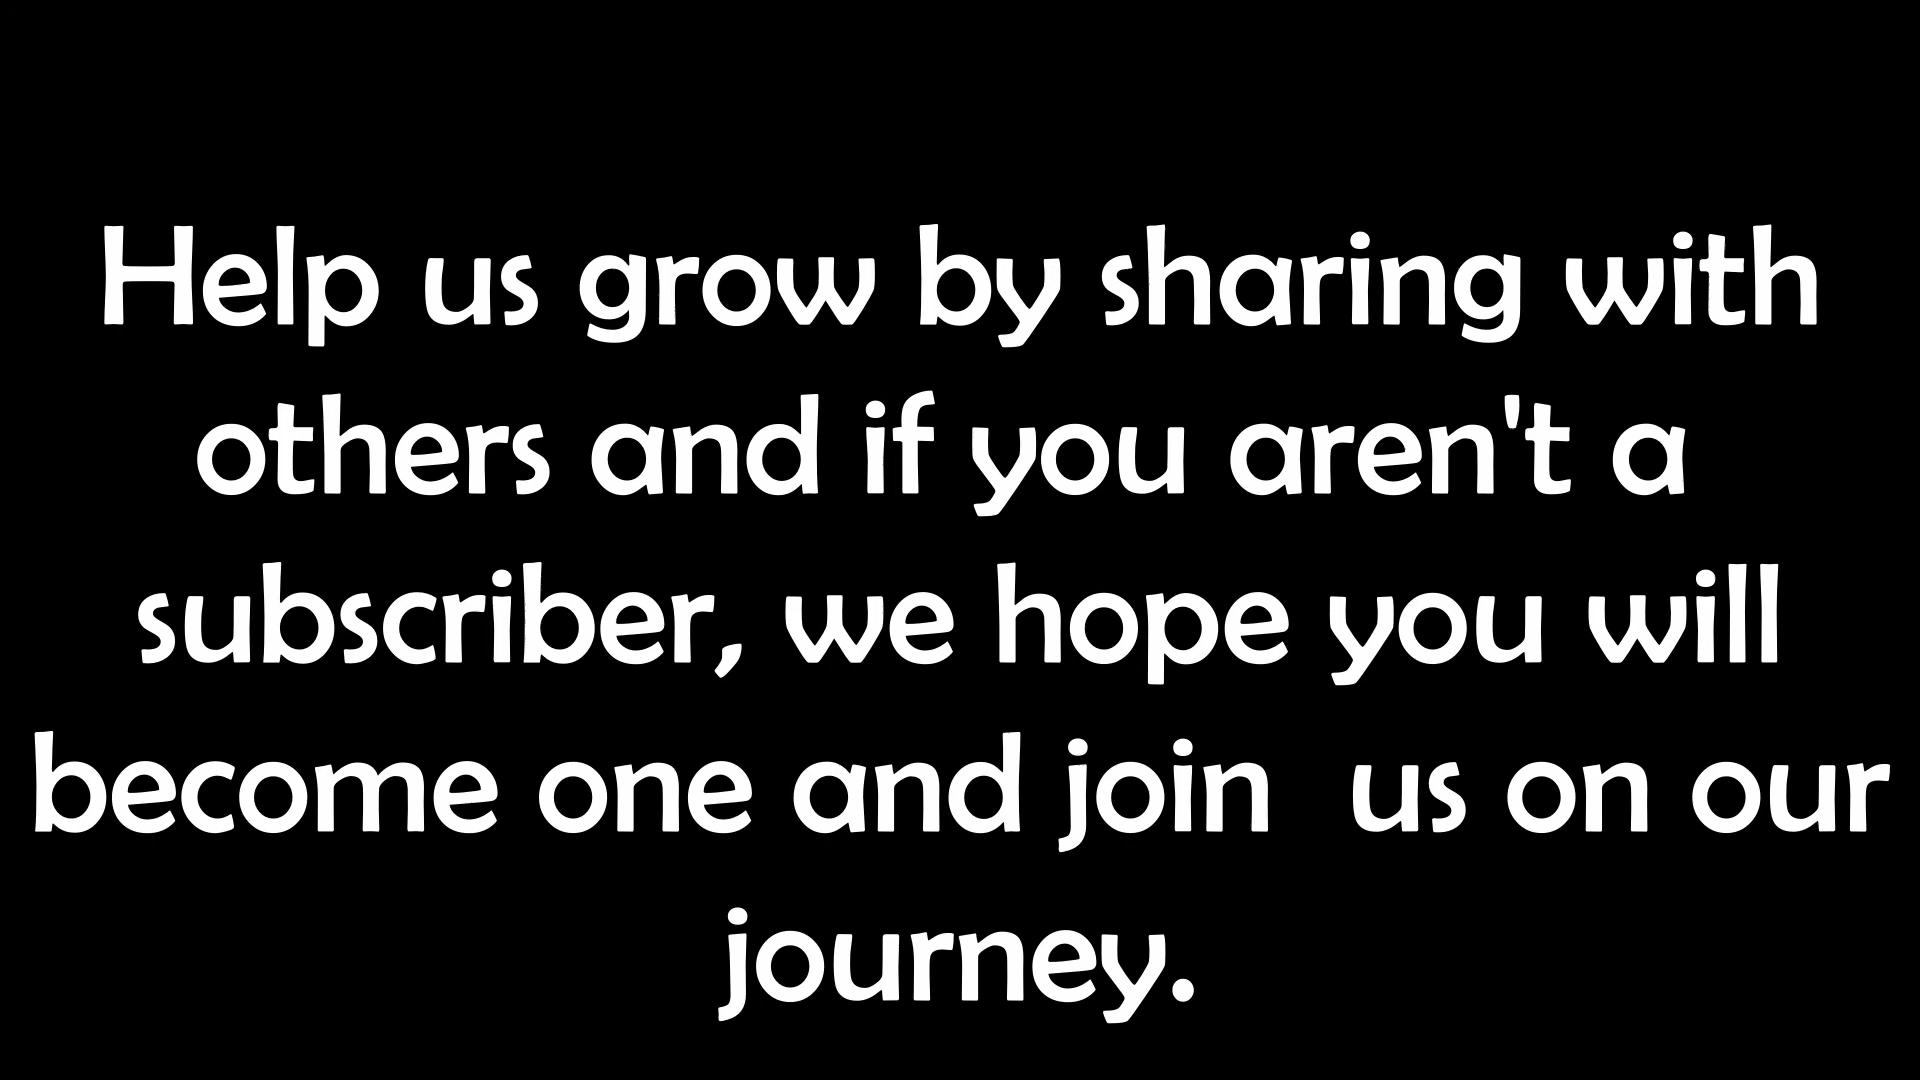 Help us grow by sharing with
others and if you aren't a
subscriber, we hope you will
become one and join  us on our
journey.